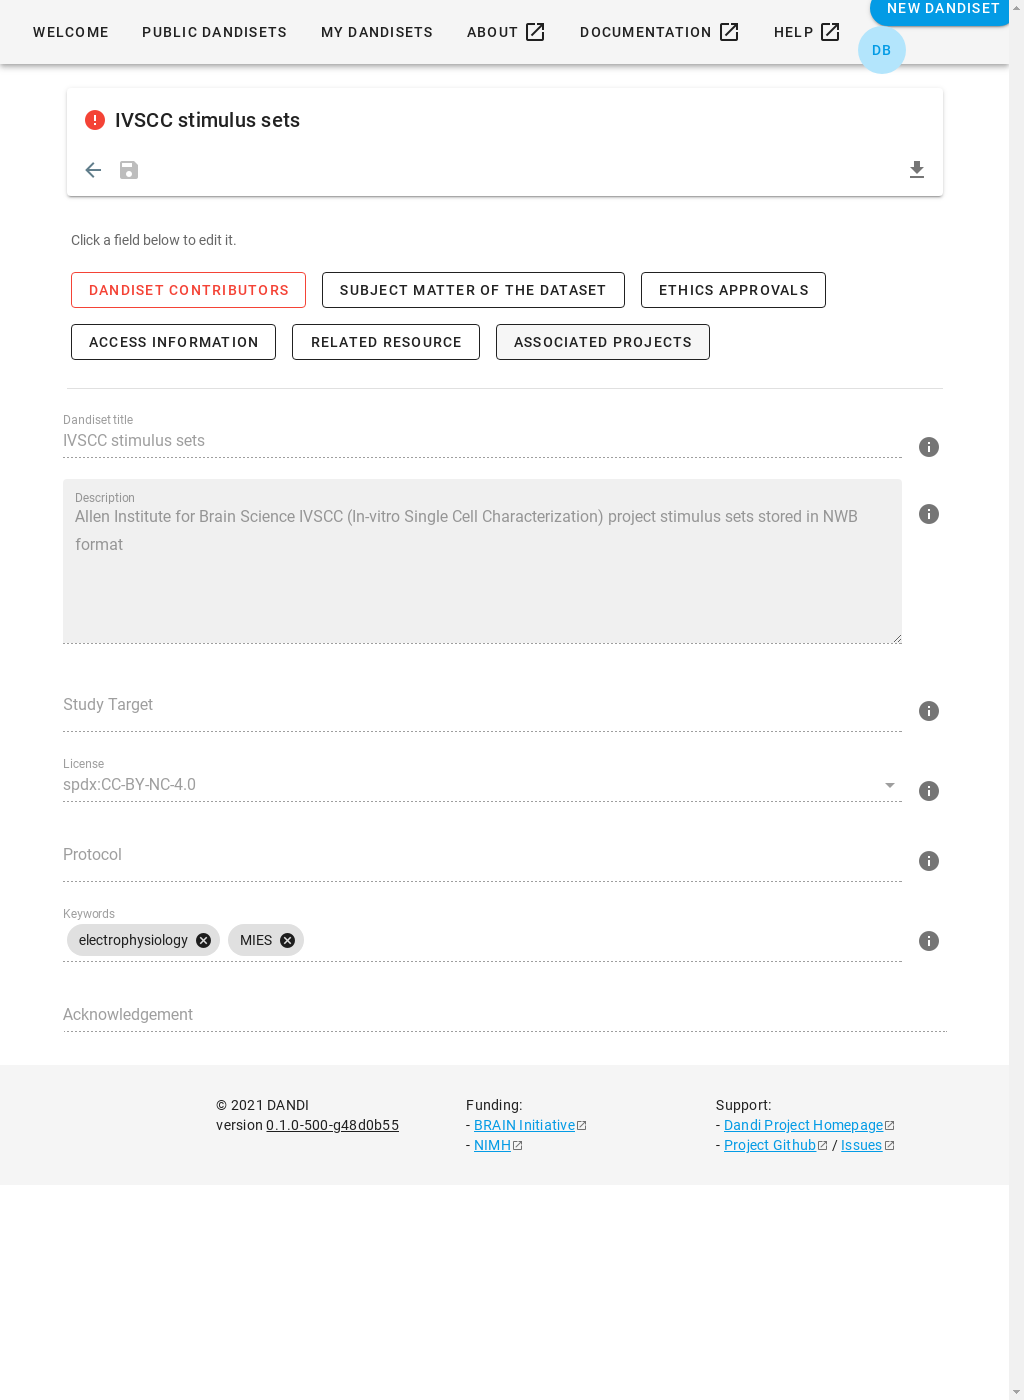 NEW DANDISET
WELCOME PUBLIC DANDISETS MY DANDISETS ABOUT DOCUMENTATION HELP
DB
IVSCC stimulus sets
Click a field below to edit it.
DANDISET CONTRIBUTORS SUBJECT MATTER OF THE DATASET ETHICS APPROVALS
ACCESS INFORMATION RELATED RESOURCE ASSOCIATED PROJECTS
Dandiset title
IVSCC stimulus sets
Description
Allen Institute for Brain Science IVSCC (In-vitro Single Cell Characterization) project stimulus sets stored in NWB
format
Study Target
License
spdx:CC-BY-NC-4.0
Protocol
Keywords
electrophysiology MIES
Acknowledgement
© 2021 DANDI
version 0.1.0-500-g48d0b55
Funding:
- BRAIN Initiative
- NIMH
Support:
- Dandi Project Homepage
- Project Github / Issues